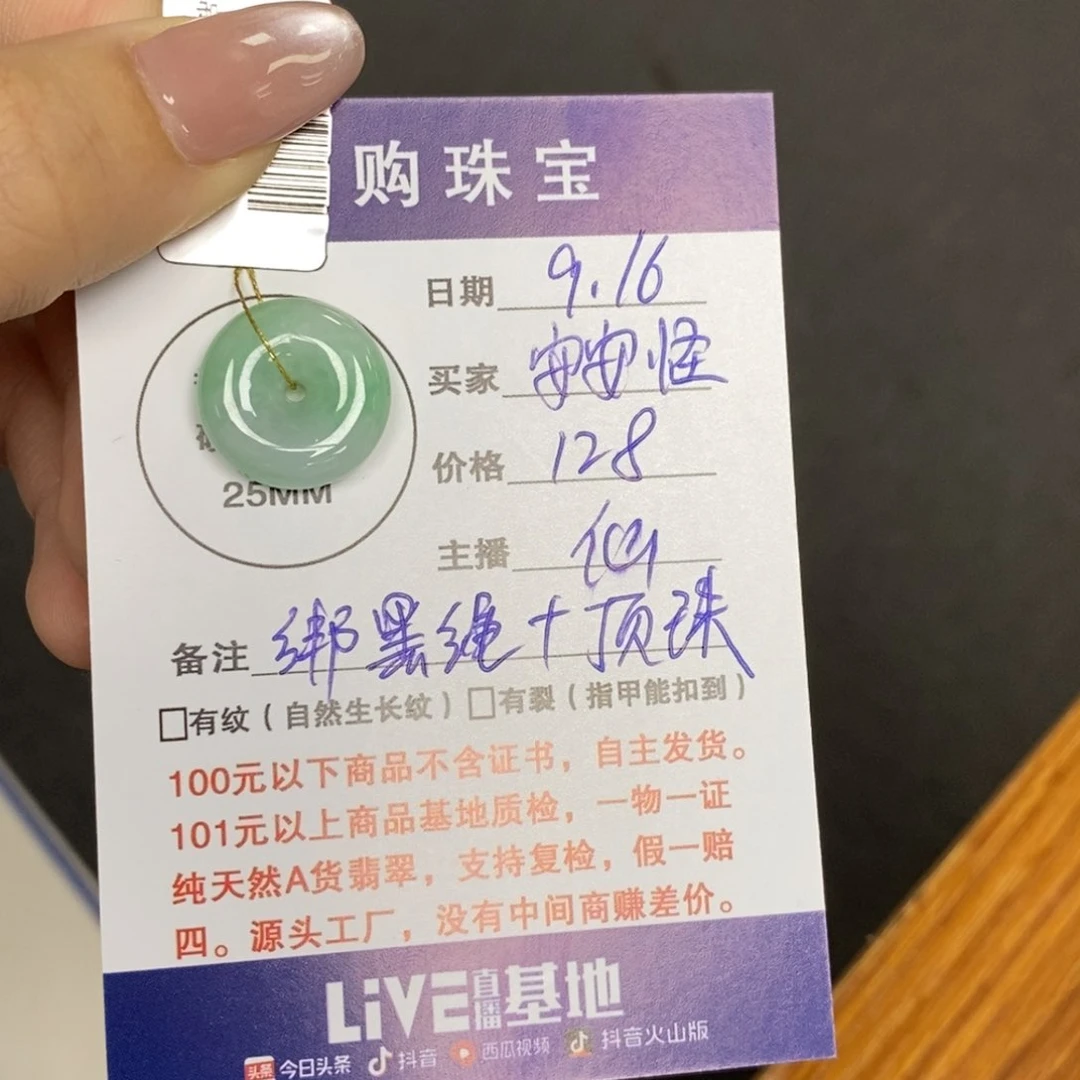 购珠宝
日期 9.16
买家 安安怪
价格 128
25MM
主播 仙
备注 绑黑绳+顶珠
□有纹(自然生长纹)□有裂(指甲能扣到)
100元以下商品不含证书，自主发货。
101元以上商品基地质检，一物一证
纯天然A货翡翠，支持复检，假一赔
四。源头工厂，没有中间商赚差价。
LiVE直播基地
头条 今日头条 抖音 西瓜视频 抖音火山版